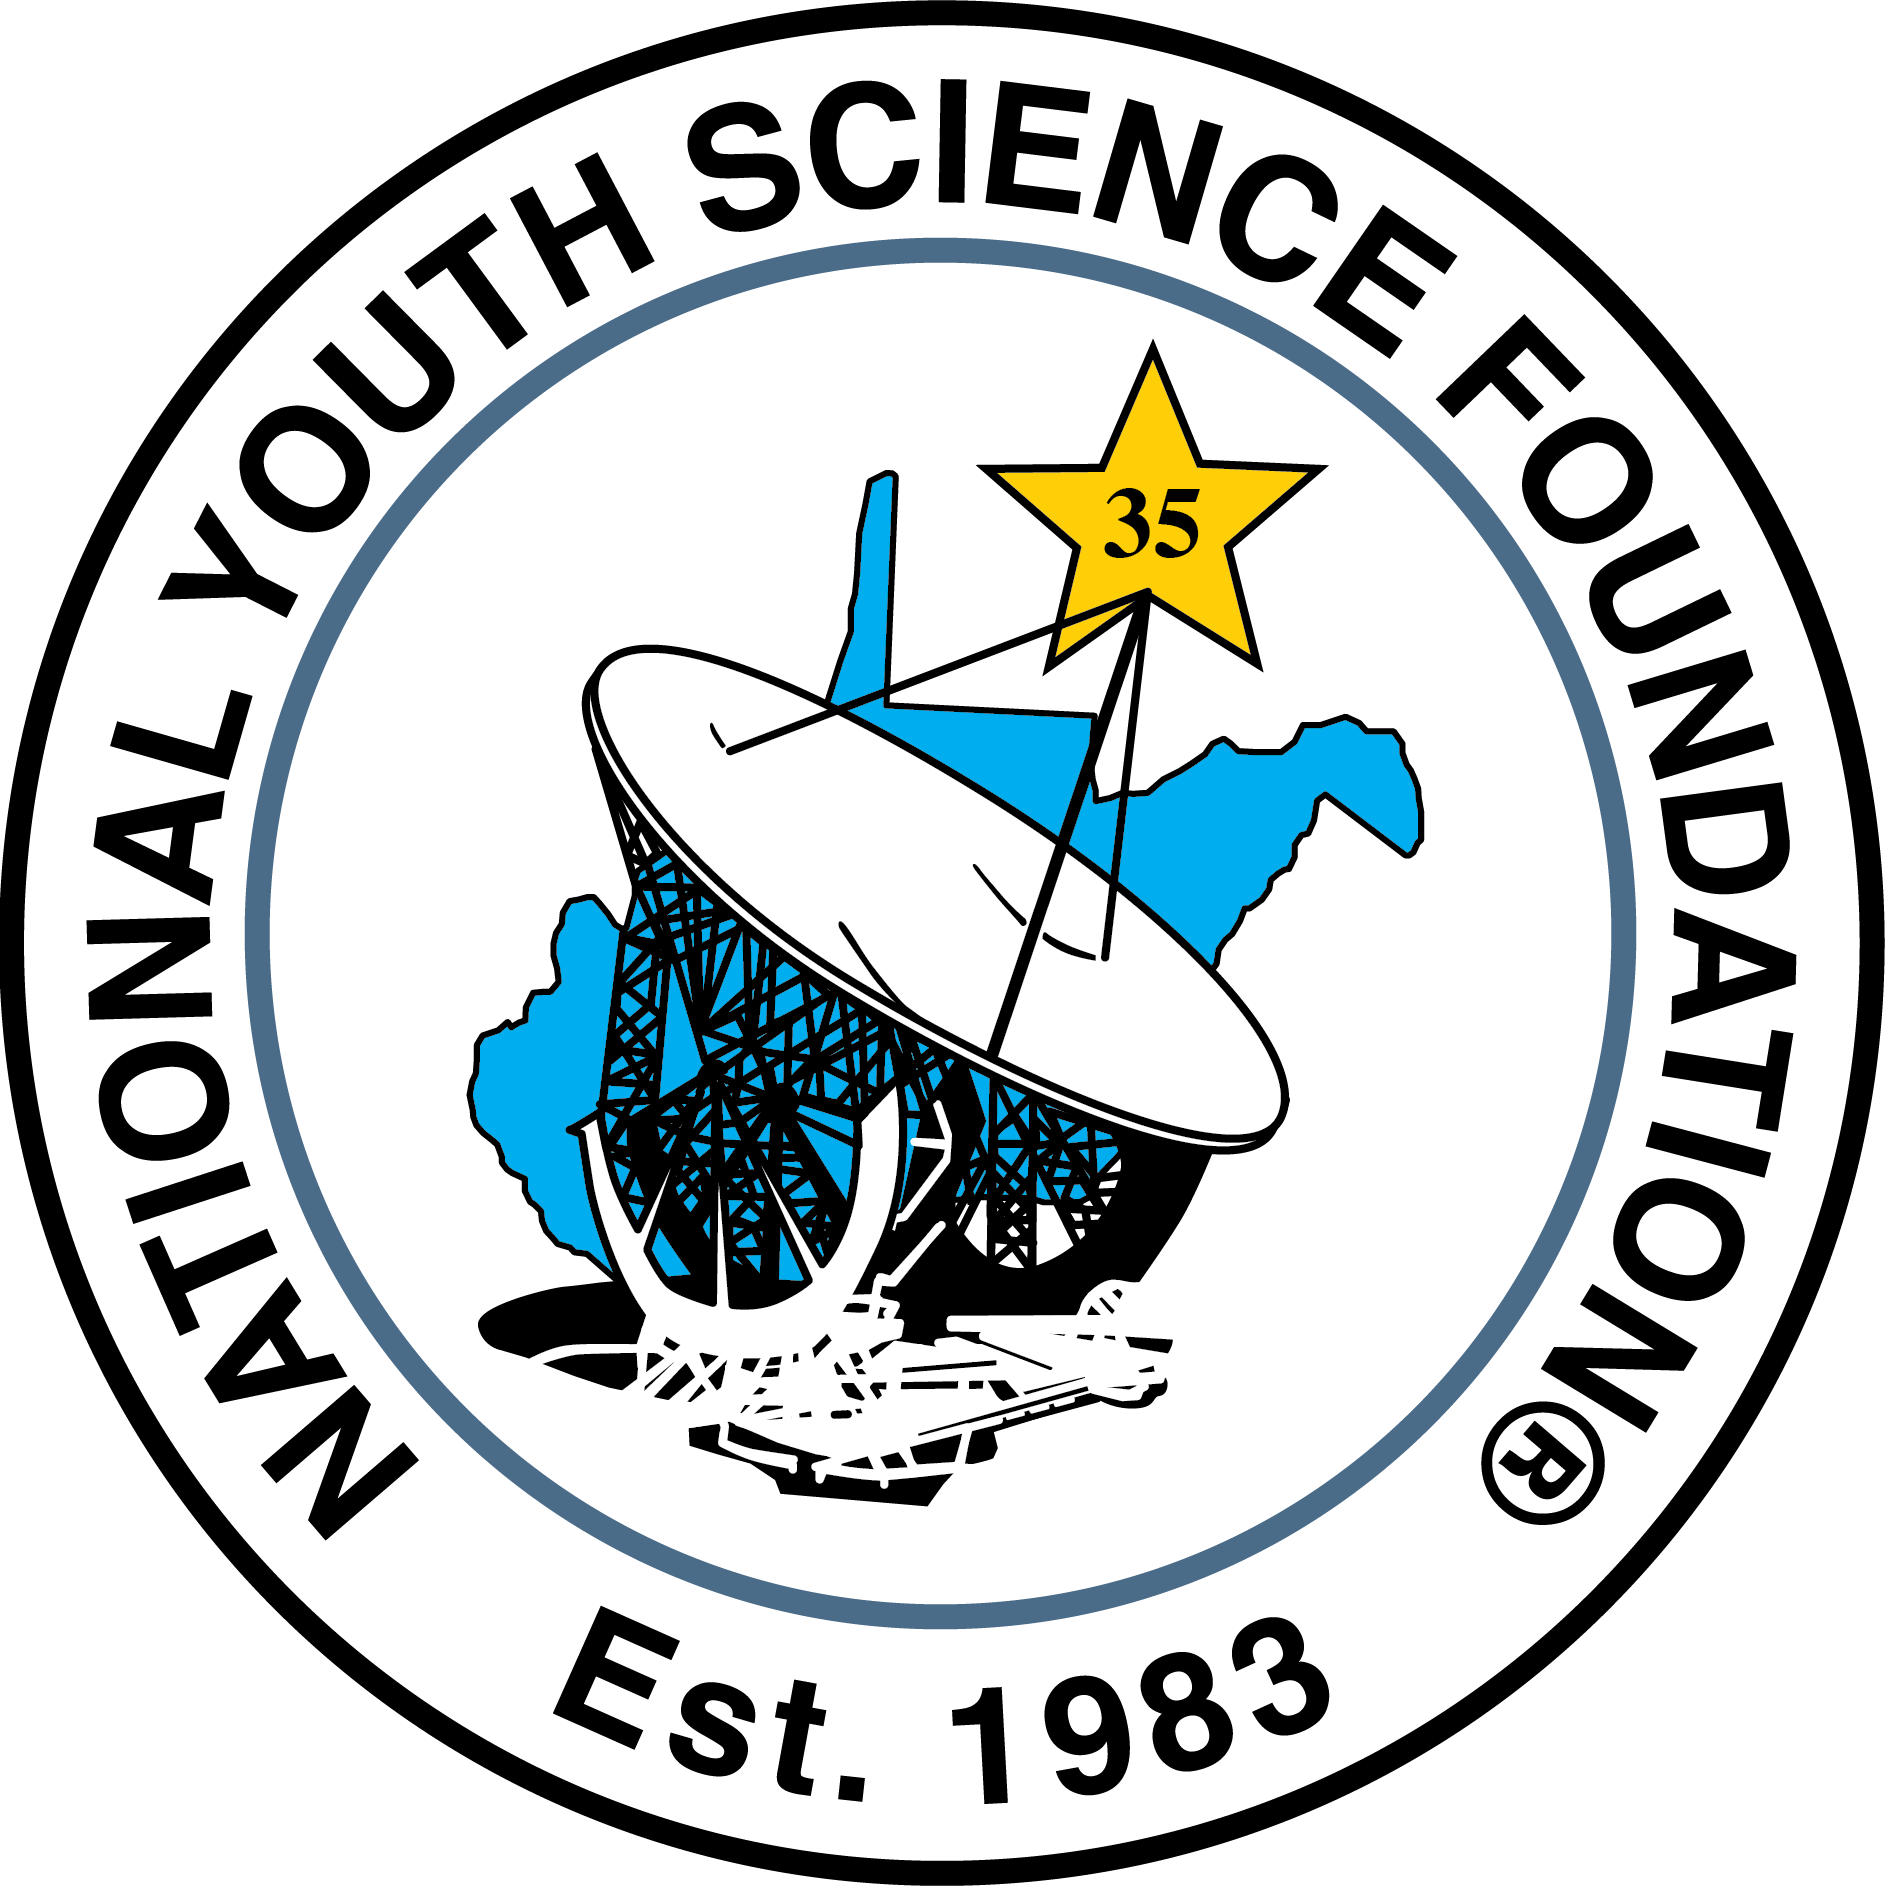 NATIONAL YOUTH SCIENCE FOUNDATION®
35
Est. 1983